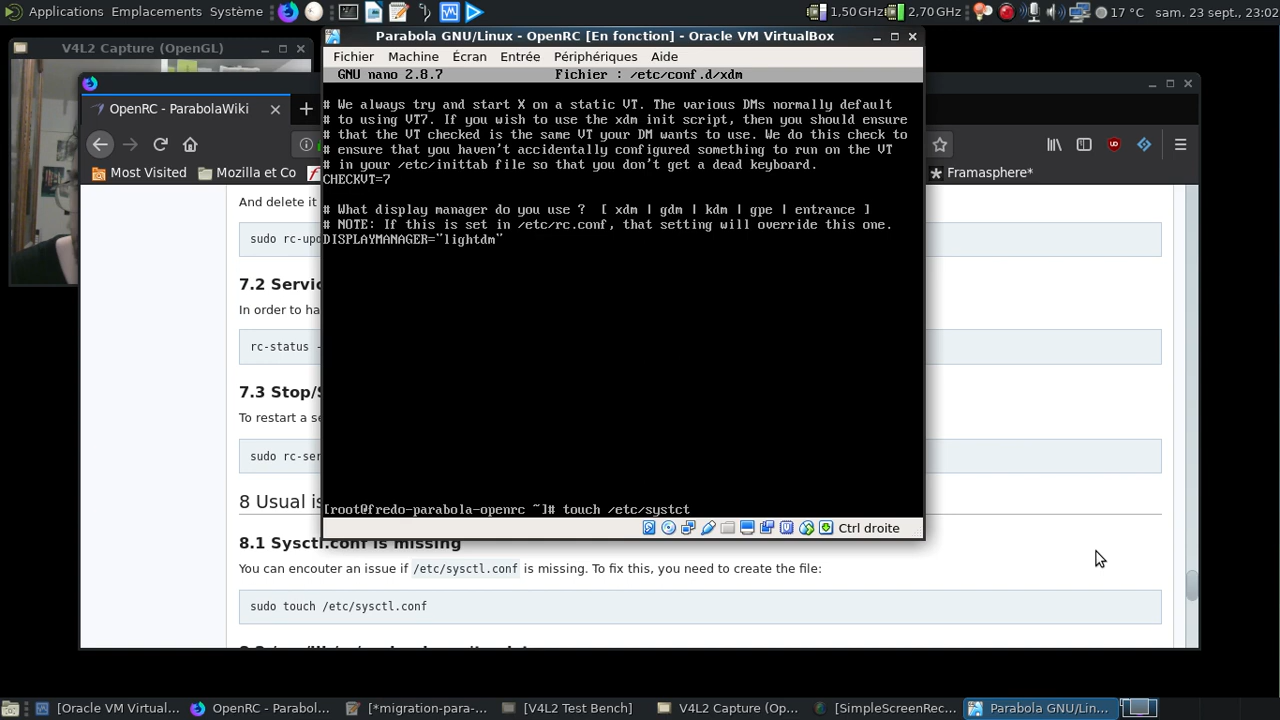 Applications Emplacements Système
1,50 GHz 2,70 GHz 17 °C sam. 23 sept., 23:02
V4L2 Capture (OpenGL)
Parabola GNU/Linux - OpenRC [En fonction] - Oracle VM VirtualBox
Fichier Machine Écran Entrée Périphériques Aide
GNU nano 2.8.7 Fichier : /etc/conf.d/xdm
# We always try and start X on a static VT. The various DMs normally default
# to using VT7. If you wish to use the xdm init script, then you should ensure
# that the VT checked is the same VT your DM wants to use. We do this check to
# ensure that you haven't accidentally configured something to run on the VT
# in your /etc/inittab file so that you don't get a dead keyboard.
CHECKVT=7
# What display manager do you use ? [ xdm | gdm | kdm | gpe | entrance ]
# NOTE: If this is set in /etc/rc.conf, that setting will override this one.
DISPLAYMANAGER="lightdm"
[root@fredo-parabola-openrc ~]# touch /etc/systct
Ctrl droite
OpenRC - ParabolaWiki
Most Visited Mozilla et Co
Framasphere*
And delete it
sudo rc-up
7.2 Servi
In order to ha
rc-status -
7.3 Stop/S
To restart a se
sudo rc-ser
8 Usual is
8.1 Sysctl.conf is missing
You can encouter an issue if /etc/sysctl.conf is missing. To fix this, you need to create the file:
sudo touch /etc/sysctl.conf
[Oracle VM Virtual... OpenRC - Parabol... [*migration-para-... [V4L2 Test Bench] V4L2 Capture (Op... [SimpleScreenRec... Parabola GNU/Lin...